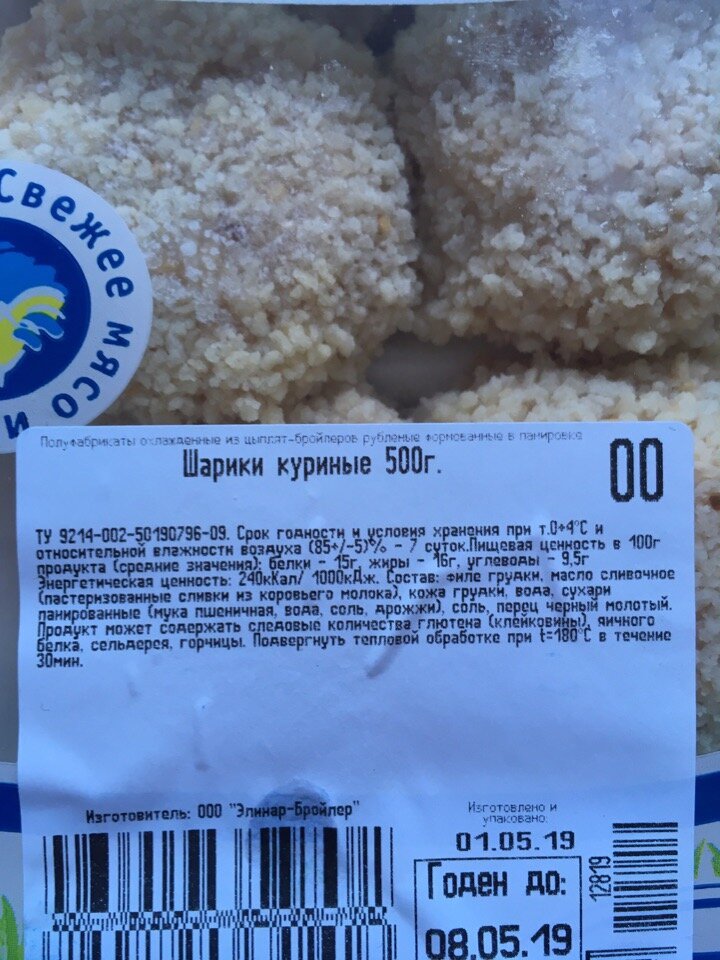 Свежее мясо и
Полуфабрикаты охлажденные из цыплят-бройлеров рубленые формованные в панировке
Шарики куриные 500г.
00
ТУ 9214-002-50190796-09. Срок годности и условия хранения при т.0+4°С и
относительной влажности воздуха (85+/-5)% - 7 суток.Пищевая ценность в 100г
продукта (средние значения): белки - 15г, жиры - 16г, углеводы - 9,5г
Энергетическая ценность: 240кКал/ 1000кДж. Состав: филе грудки, масло сливочное
(пастеризованные сливки из коровьего молока), кожа грудки, вода, сухари
панированные (мука пшеничная, вода, соль, дрожжи), соль, перец черный молотый.
Продукт может содержать следовые количества глютена (клейковины), яичного
белка, сельдерея, горчицы. Подвергнуть тепловой обработке при t=180°С в течение
30мин.
Изготовитель: ООО "Элинар-Бройлер"
Изготовлено и
упаковано:
01.05.19
Годен до:
08.05.19
12819